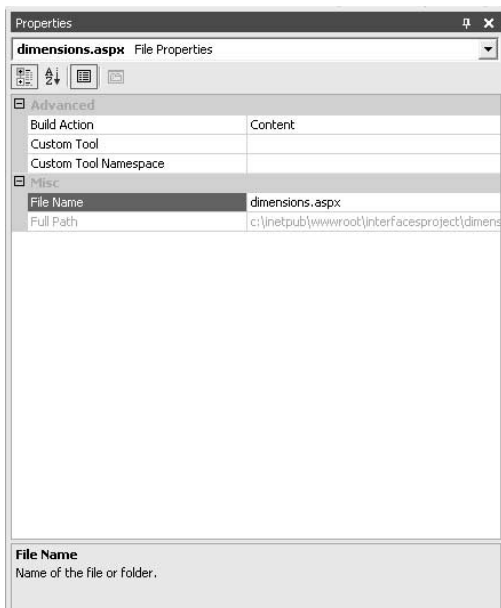 Properties
dimensions.aspx File Properties
Advanced
Build Action Content
Custom Tool
Custom Tool Namespace
Misc
File Name dimensions.aspx
Full Path c:\inetpub\wwwroot\interfacesproject\dimens
File Name
Name of the file or folder.